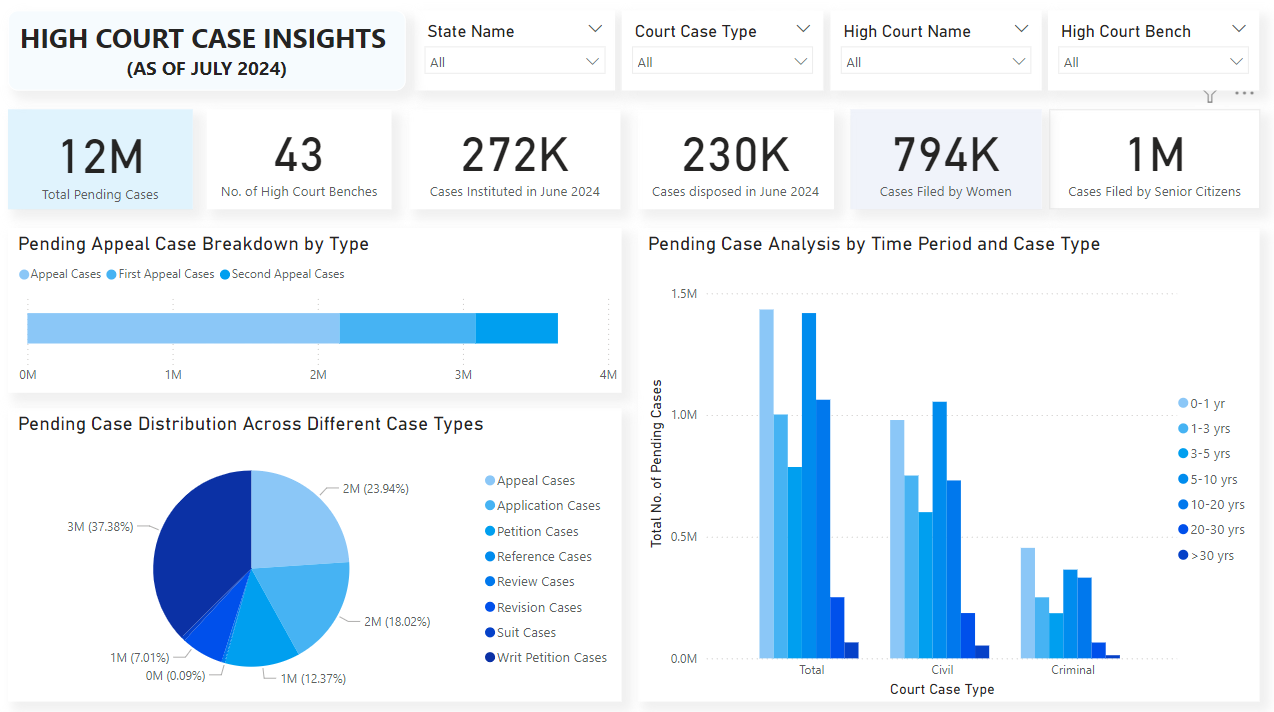 HIGH COURT CASE INSIGHTS
(AS OF JULY 2024)
State Name
All
Court Case Type
All
High Court Name
All
High Court Bench
All
12M
Total Pending Cases
43
No. of High Court Benches
272K
Cases Instituted in June 2024
230K
Cases disposed in June 2024
794K
Cases Filed by Women
1M
Cases Filed by Senior Citizens
Pending Appeal Case Breakdown by Type
Appeal Cases First Appeal Cases Second Appeal Cases
0M 1M 2M 3M 4M
Pending Case Distribution Across Different Case Types
2M (23.94%)
2M (18.02%)
1M (12.37%)
0M (0.09%)
1M (7.01%)
3M (37.38%)
Appeal Cases
Application Cases
Petition Cases
Reference Cases
Review Cases
Revision Cases
Suit Cases
Writ Petition Cases
Pending Case Analysis by Time Period and Case Type
Total No. of Pending Cases
1.5M
1.0M
0.5M
0.0M
Total Civil Criminal
Court Case Type
0-1 yr
1-3 yrs
3-5 yrs
5-10 yrs
10-20 yrs
20-30 yrs
>30 yrs